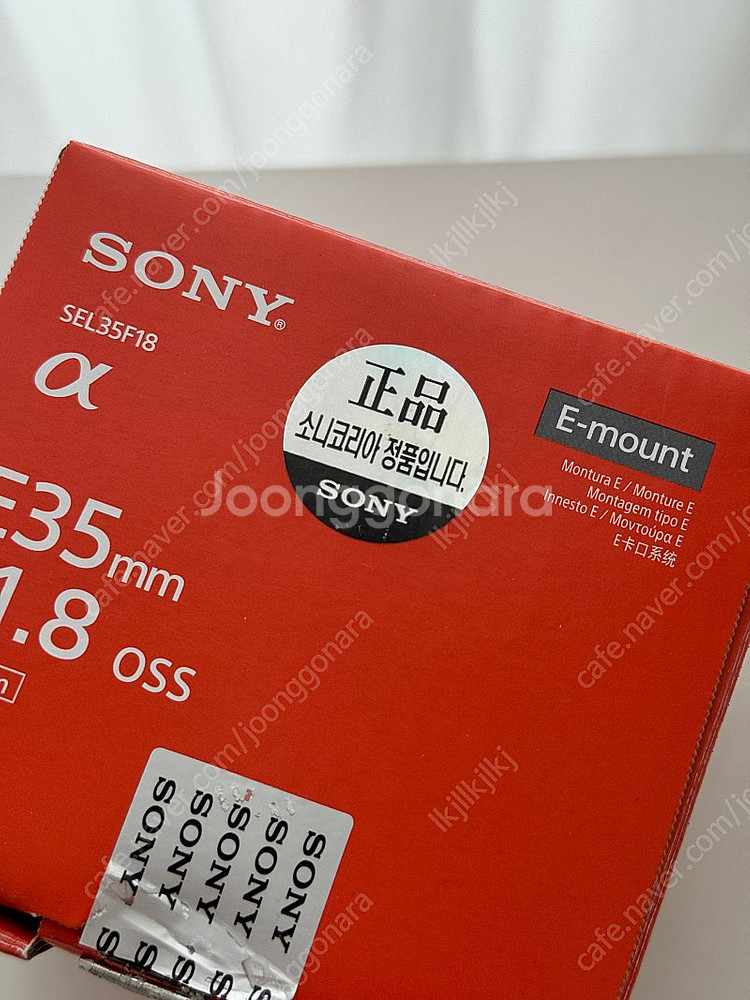 SONY®
SEL35F18
α
E35mm
1.8 OSS
正品
소니코리아 정품입니다.
SONY
E-mount
Montura E / Monture E
Montagem tipo E
Innesto E / Μοντούρα E
E卡口系统
SONY
SONY
SONY
SONY
SONY
Joonggonara
cafe.naver.com/joonggonara
lkjlkjlkj